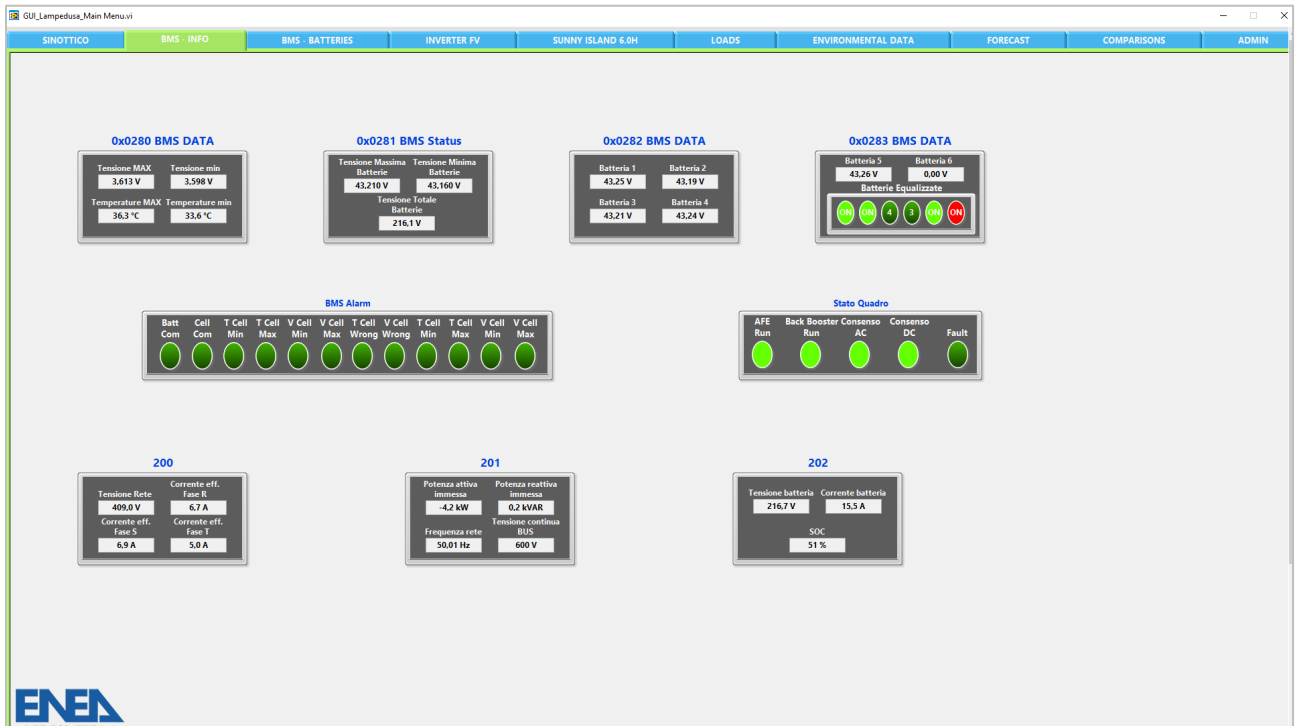 GUI_Lampedusa_Main Menu.vi
SINOTTICO BMS - INFO BMS - BATTERIES INVERTER FV SUNNY ISLAND 6.0H LOADS ENVIRONMENTAL DATA FORECAST COMPARISONS ADMIN
0x0280 BMS DATA
Tensione MAX Tensione min
3,613 V 3,598 V
Temperature MAX Temperature min
36,3 °C 33,6 °C
0x0281 BMS Status
Tensione Massima Tensione Minima
Batterie Batterie
43,210 V 43,160 V
Tensione Totale
Batterie
216,1 V
0x0282 BMS DATA
Batteria 1 Batteria 2
43,25 V 43,19 V
Batteria 3 Batteria 4
43,21 V 43,24 V
0x0283 BMS DATA
Batteria 5 Batteria 6
43,26 V 0,00 V
Batterie Equalizzate
ON ON 4 3 ON ON
BMS Alarm
Batt Cell T Cell T Cell V Cell V Cell T Cell V Cell T Cell T Cell V Cell V Cell
Com Com Min Max Min Max Wrong Wrong Min Max Min Max
Stato Quadro
AFE Back Booster Consenso Consenso
Run Run AC DC Fault
200
Corrente eff.
Tensione Rete Fase R
409,0 V 6,7 A
Corrente eff. Corrente eff.
Fase S Fase T
6,9 A 5,0 A
201
Potenza attiva Potenza reattiva
immessa immessa
-4,2 kW 0,2 kVAR
Tensione continua
Frequenza rete BUS
50,01 Hz 600 V
202
Tensione batteria Corrente batteria
216,7 V 15,5 A
SOC
51 %
ENEA